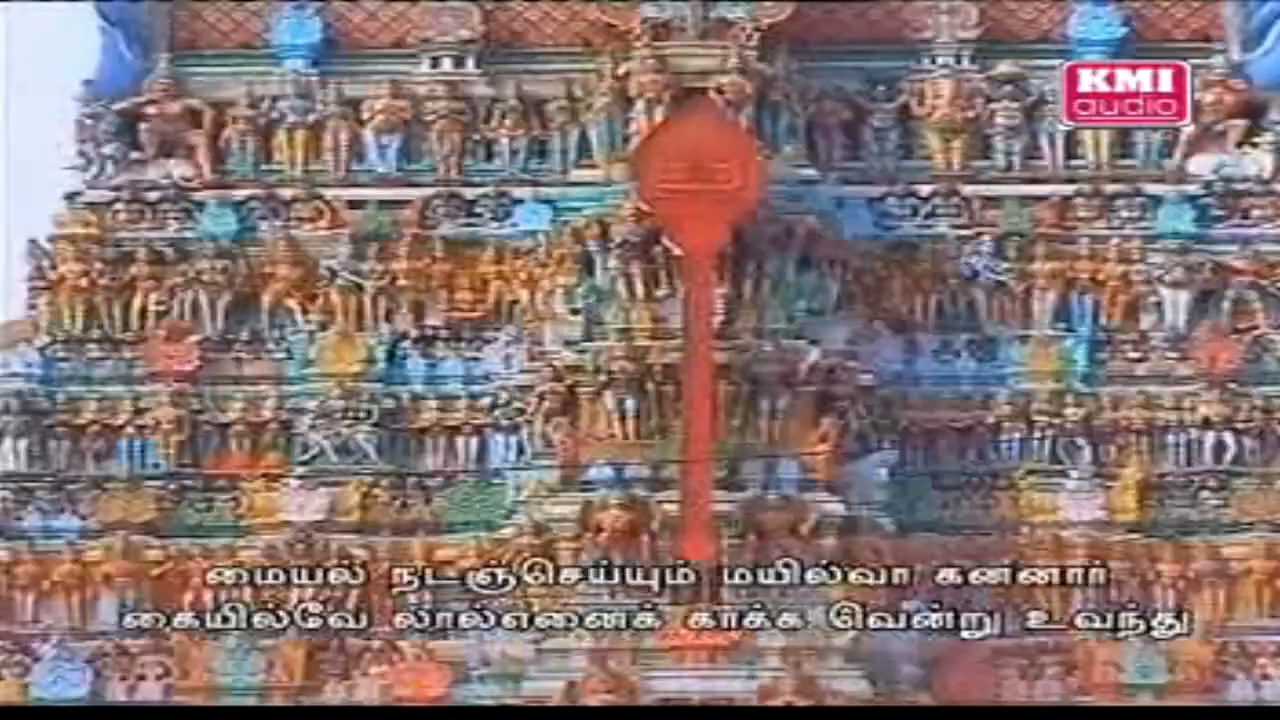 KMI
audio
மையல் நடஞ்செய்யும் மயில்வா கனனார்
கையில்வே லால்எனைக் காக்க வென்று உவந்து